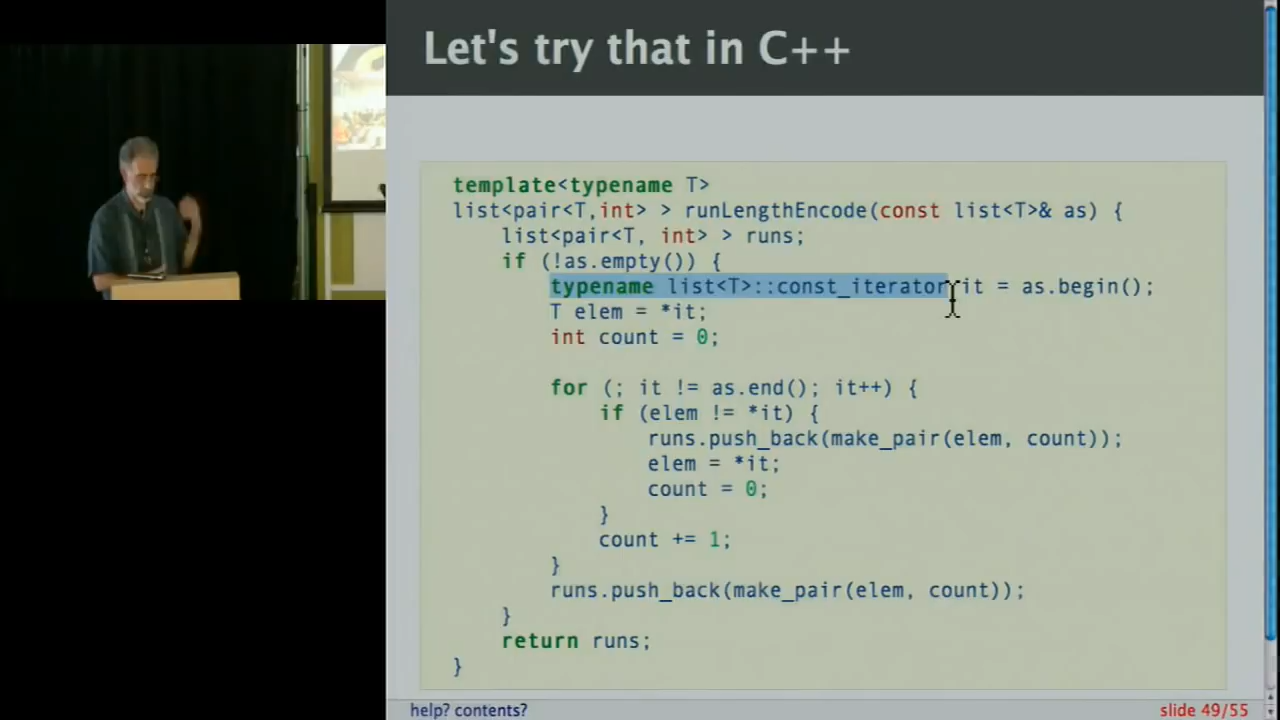 Let's try that in C++
template<typename T>
list<pair<T,int> > runLengthEncode(const list<T>& as) {
    list<pair<T, int> > runs;
    if (!as.empty()) {
        typename list<T>::const_iterator it = as.begin();
        T elem = *it;
        int count = 0;
        for (; it != as.end(); it++) {
            if (elem != *it) {
                runs.push_back(make_pair(elem, count));
                elem = *it;
                count = 0;
            }
            count += 1;
        }
        runs.push_back(make_pair(elem, count));
    }
    return runs;
}
help? contents?
slide 49/55